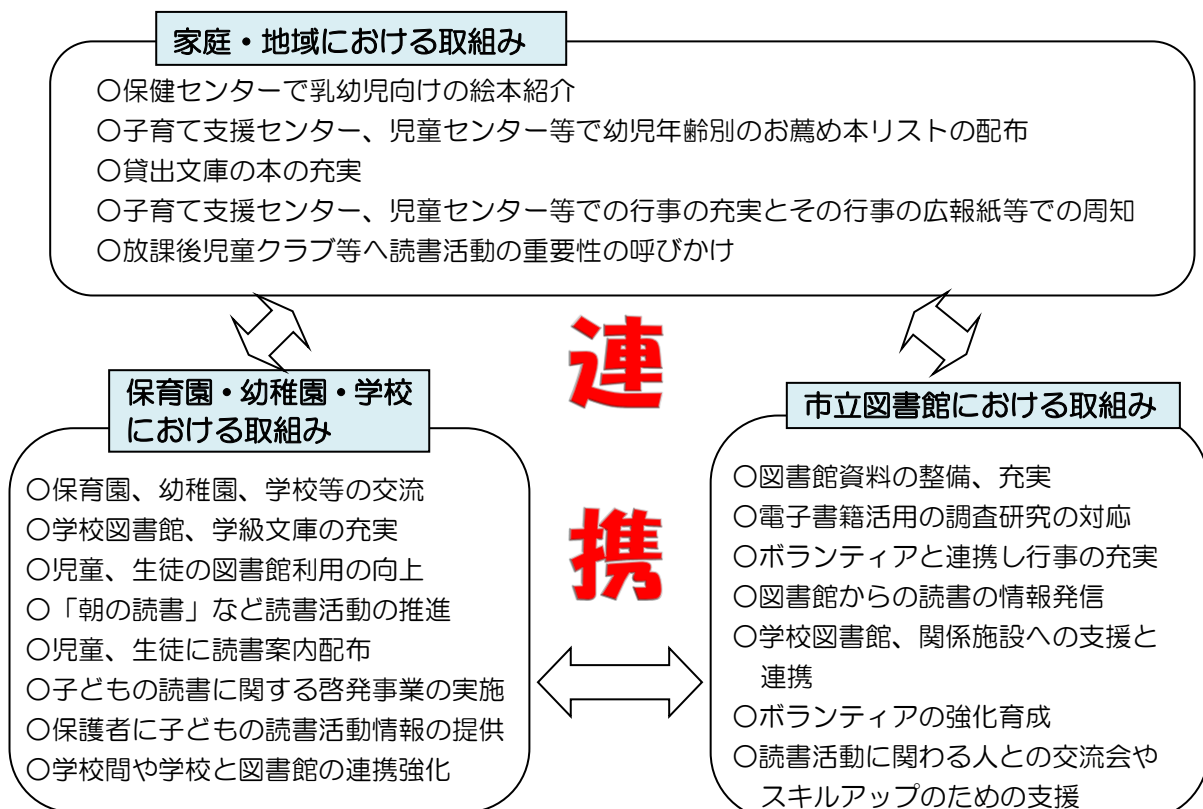 家庭・地域における取組み
○保健センターで乳幼児向けの絵本紹介
○子育て支援センター、児童センター等で幼児年齢別のお薦め本リストの配布
○貸出文庫の本の充実
○子育て支援センター、児童センター等での行事の充実とその行事の広報紙等での周知
○放課後児童クラブ等へ読書活動の重要性の呼びかけ
連
携
保育園・幼稚園・学校
における取組み
○保育園、幼稚園、学校等の交流
○学校図書館、学級文庫の充実
○児童、生徒の図書館利用の向上
○「朝の読書」など読書活動の推進
○児童、生徒に読書案内配布
○子どもの読書に関する啓発事業の実施
○保護者に子どもの読書活動情報の提供
○学校間や学校と図書館の連携強化
市立図書館における取組み
○図書館資料の整備、充実
○電子書籍活用の調査研究の対応
○ボランティアと連携し行事の充実
○図書館からの読書の情報発信
○学校図書館、関係施設への支援と
連携
○ボランティアの強化育成
○読書活動に関わる人との交流会や
スキルアップのための支援